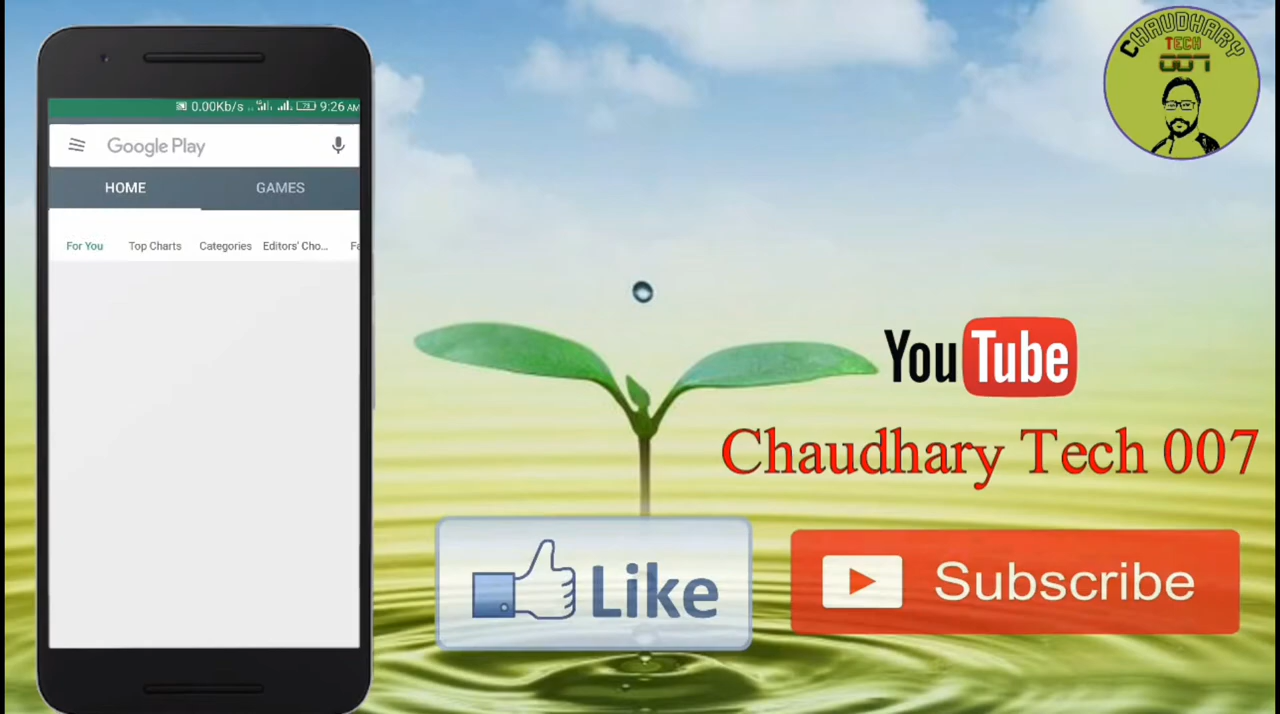 0.00Kb/s 9:26 AM
Google Play
HOME GAMES
For You Top Charts Categories Editors' Cho...
CHAUDHARY
TECH
007
YouTube
Chaudhary Tech 007
Like
Subscribe